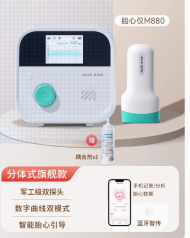 胎心仪M880
赠
耦合剂x1
分体式旗舰款
军工级双探头
数字曲线双模式
智能胎心引导
手机记录/分析
胎心数据
蓝牙智传